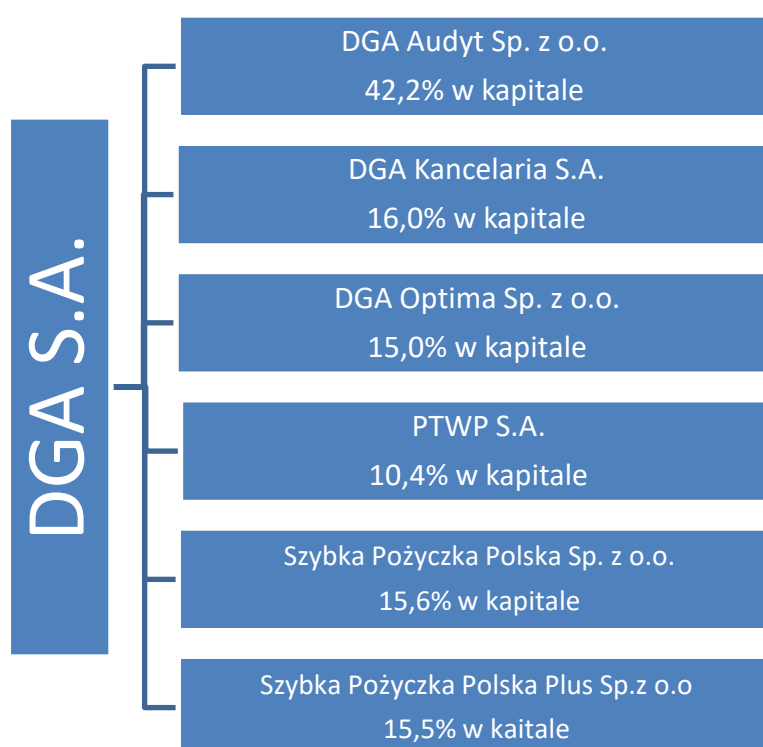 DGA S.A.
DGA Audyt Sp. z o.o.
42,2% w kapitale
DGA Kancelaria S.A.
16,0% w kapitale
DGA Optima Sp. z o.o.
15,0% w kapitale
PTWP S.A.
10,4% w kapitale
Szybka Pożyczka Polska Sp. z o.o.
15,6% w kapitale
Szybka Pożyczka Polska Plus Sp.z o.o
15,5% w kaitale